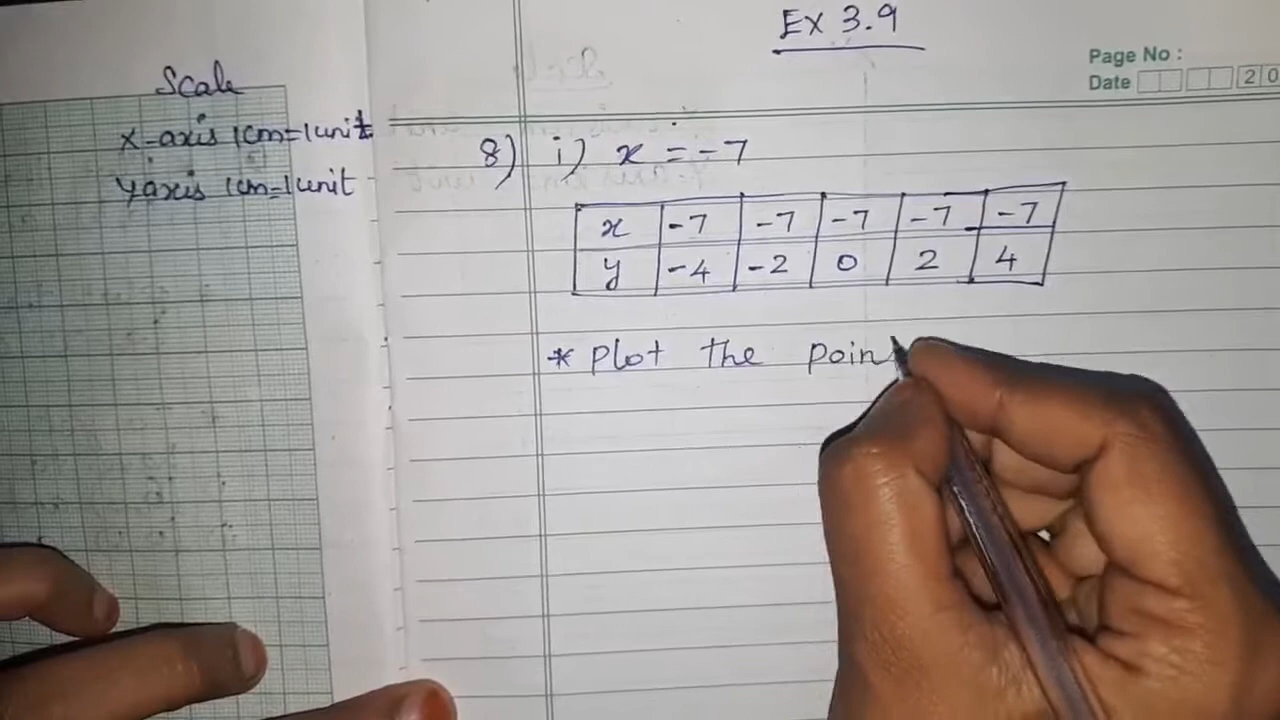 Ex 3.9
Page No :
Date 20
Scale
x-axis 1cm=1unit
y axis 1cm=1unit
8) i) x = -7
x -7 -7 -7 -7 -7
y -4 -2 0 2 4
* Plot the poin